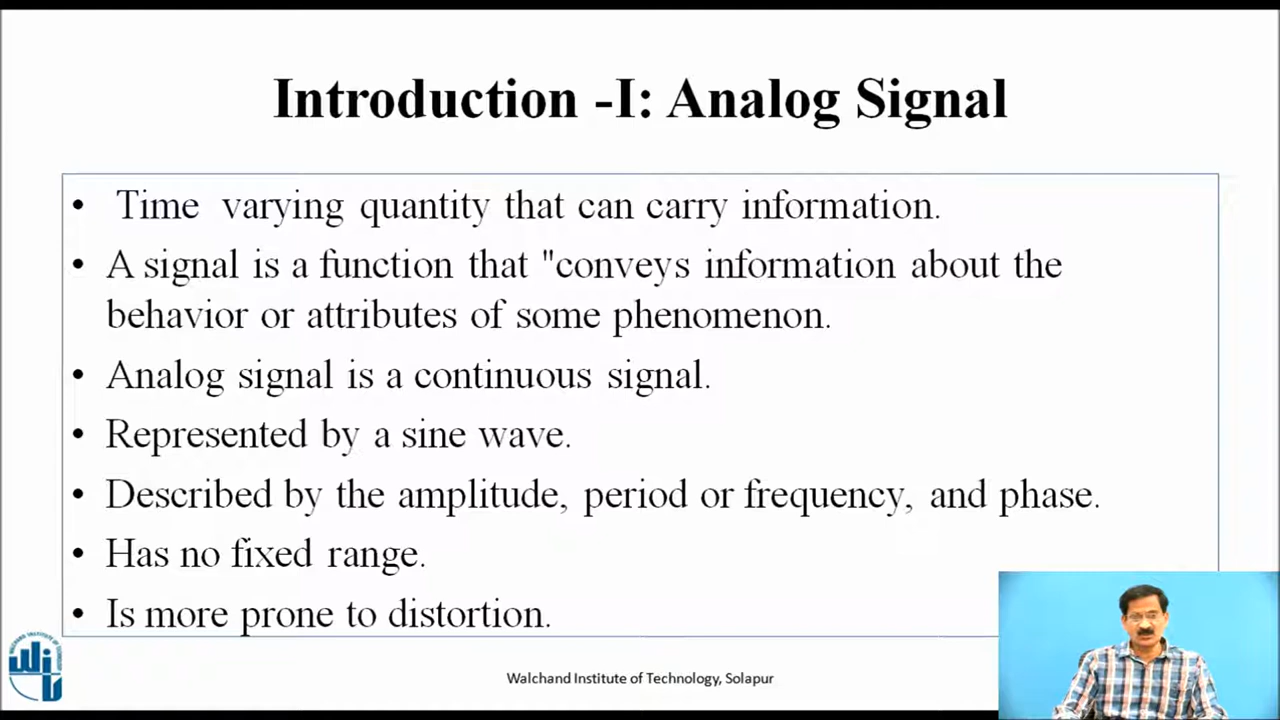 Introduction -I: Analog Signal
• Time varying quantity that can carry information.
• A signal is a function that "conveys information about the
behavior or attributes of some phenomenon.
• Analog signal is a continuous signal.
• Represented by a sine wave.
• Described by the amplitude, period or frequency, and phase.
• Has no fixed range.
• Is more prone to distortion.
Walchand Institute of Technology, Solapur